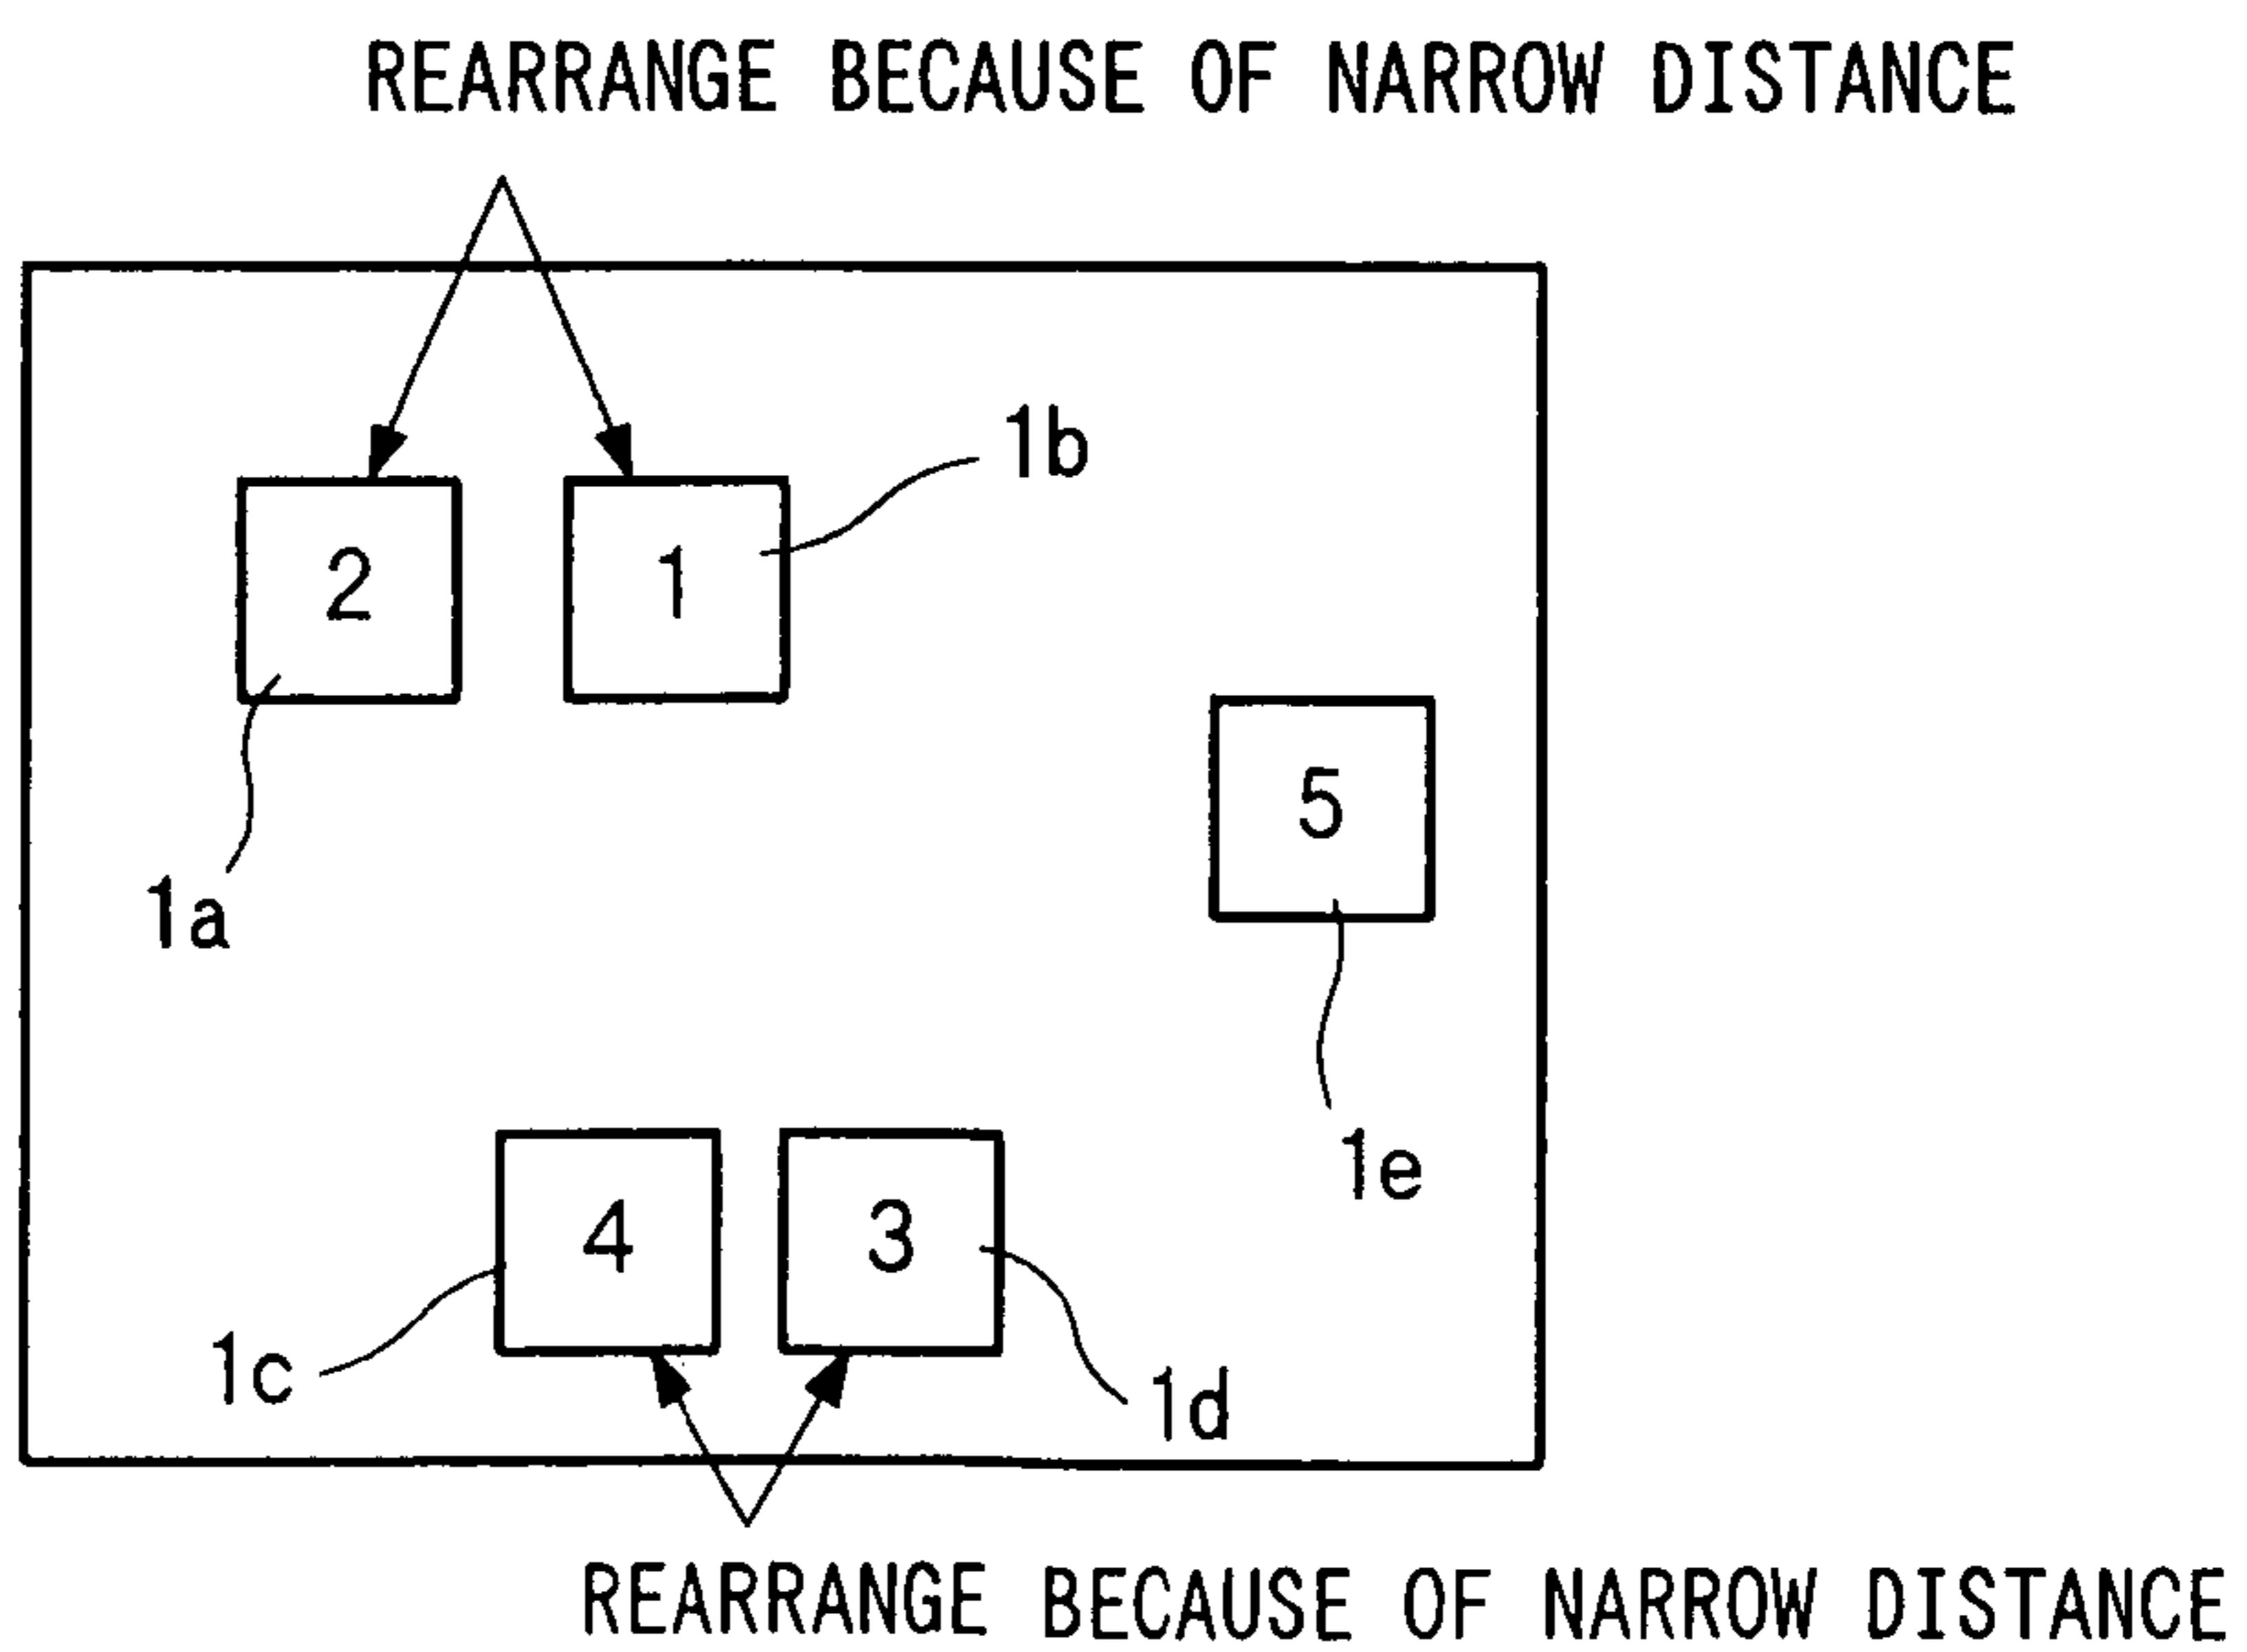 REARRANGE BECAUSE OF NARROW DISTANCE
1b
2 1
5
1a
1e
4 3
1c
1d
REARRANGE BECAUSE OF NARROW DISTANCE